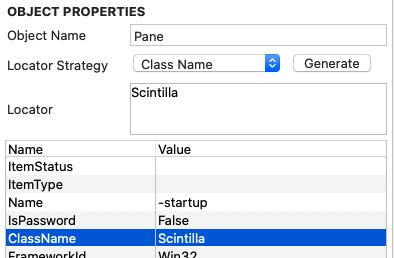 OBJECT PROPERTIES
Object Name Pane
Locator Strategy Class Name Generate
Locator Scintilla
Name Value
ItemStatus
ItemType
Name -startup
IsPassword False
ClassName Scintilla
FrameworkId Win32